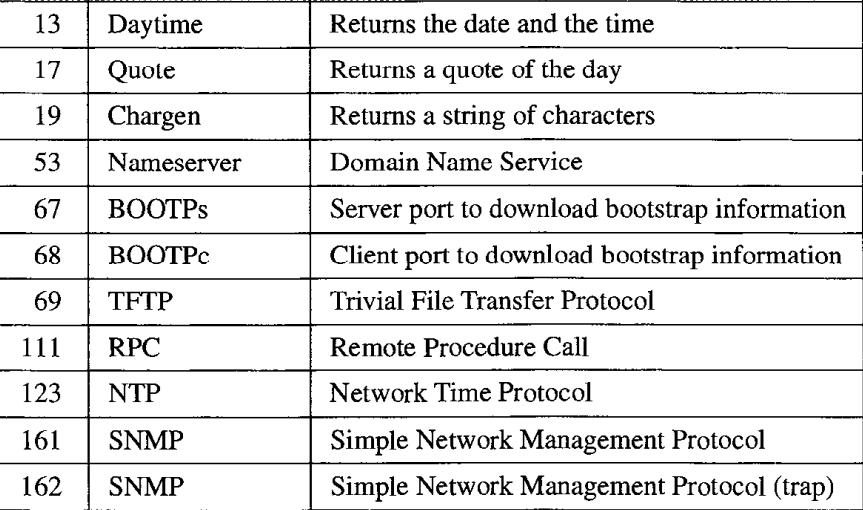 13 Daytime Returns the date and the time
17 Quote Returns a quote of the day
19 Chargen Returns a string of characters
53 Nameserver Domain Name Service
67 BOOTPs Server port to download bootstrap information
68 BOOTPc Client port to download bootstrap information
69 TFTP Trivial File Transfer Protocol
111 RPC Remote Procedure Call
123 NTP Network Time Protocol
161 SNMP Simple Network Management Protocol
162 SNMP Simple Network Management Protocol (trap)